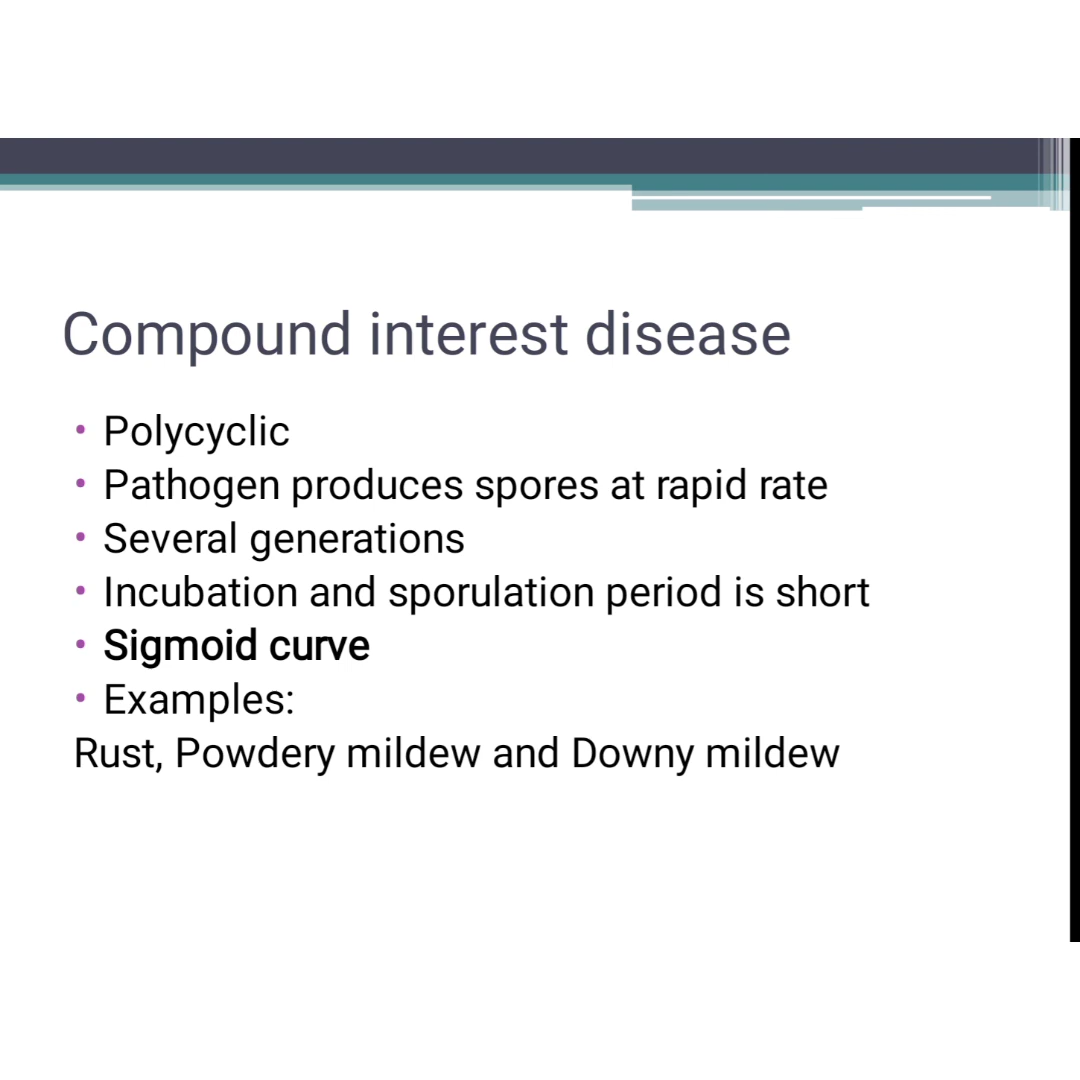 Compound interest disease
• Polycyclic
• Pathogen produces spores at rapid rate
• Several generations
• Incubation and sporulation period is short
• Sigmoid curve
• Examples:
Rust, Powdery mildew and Downy mildew